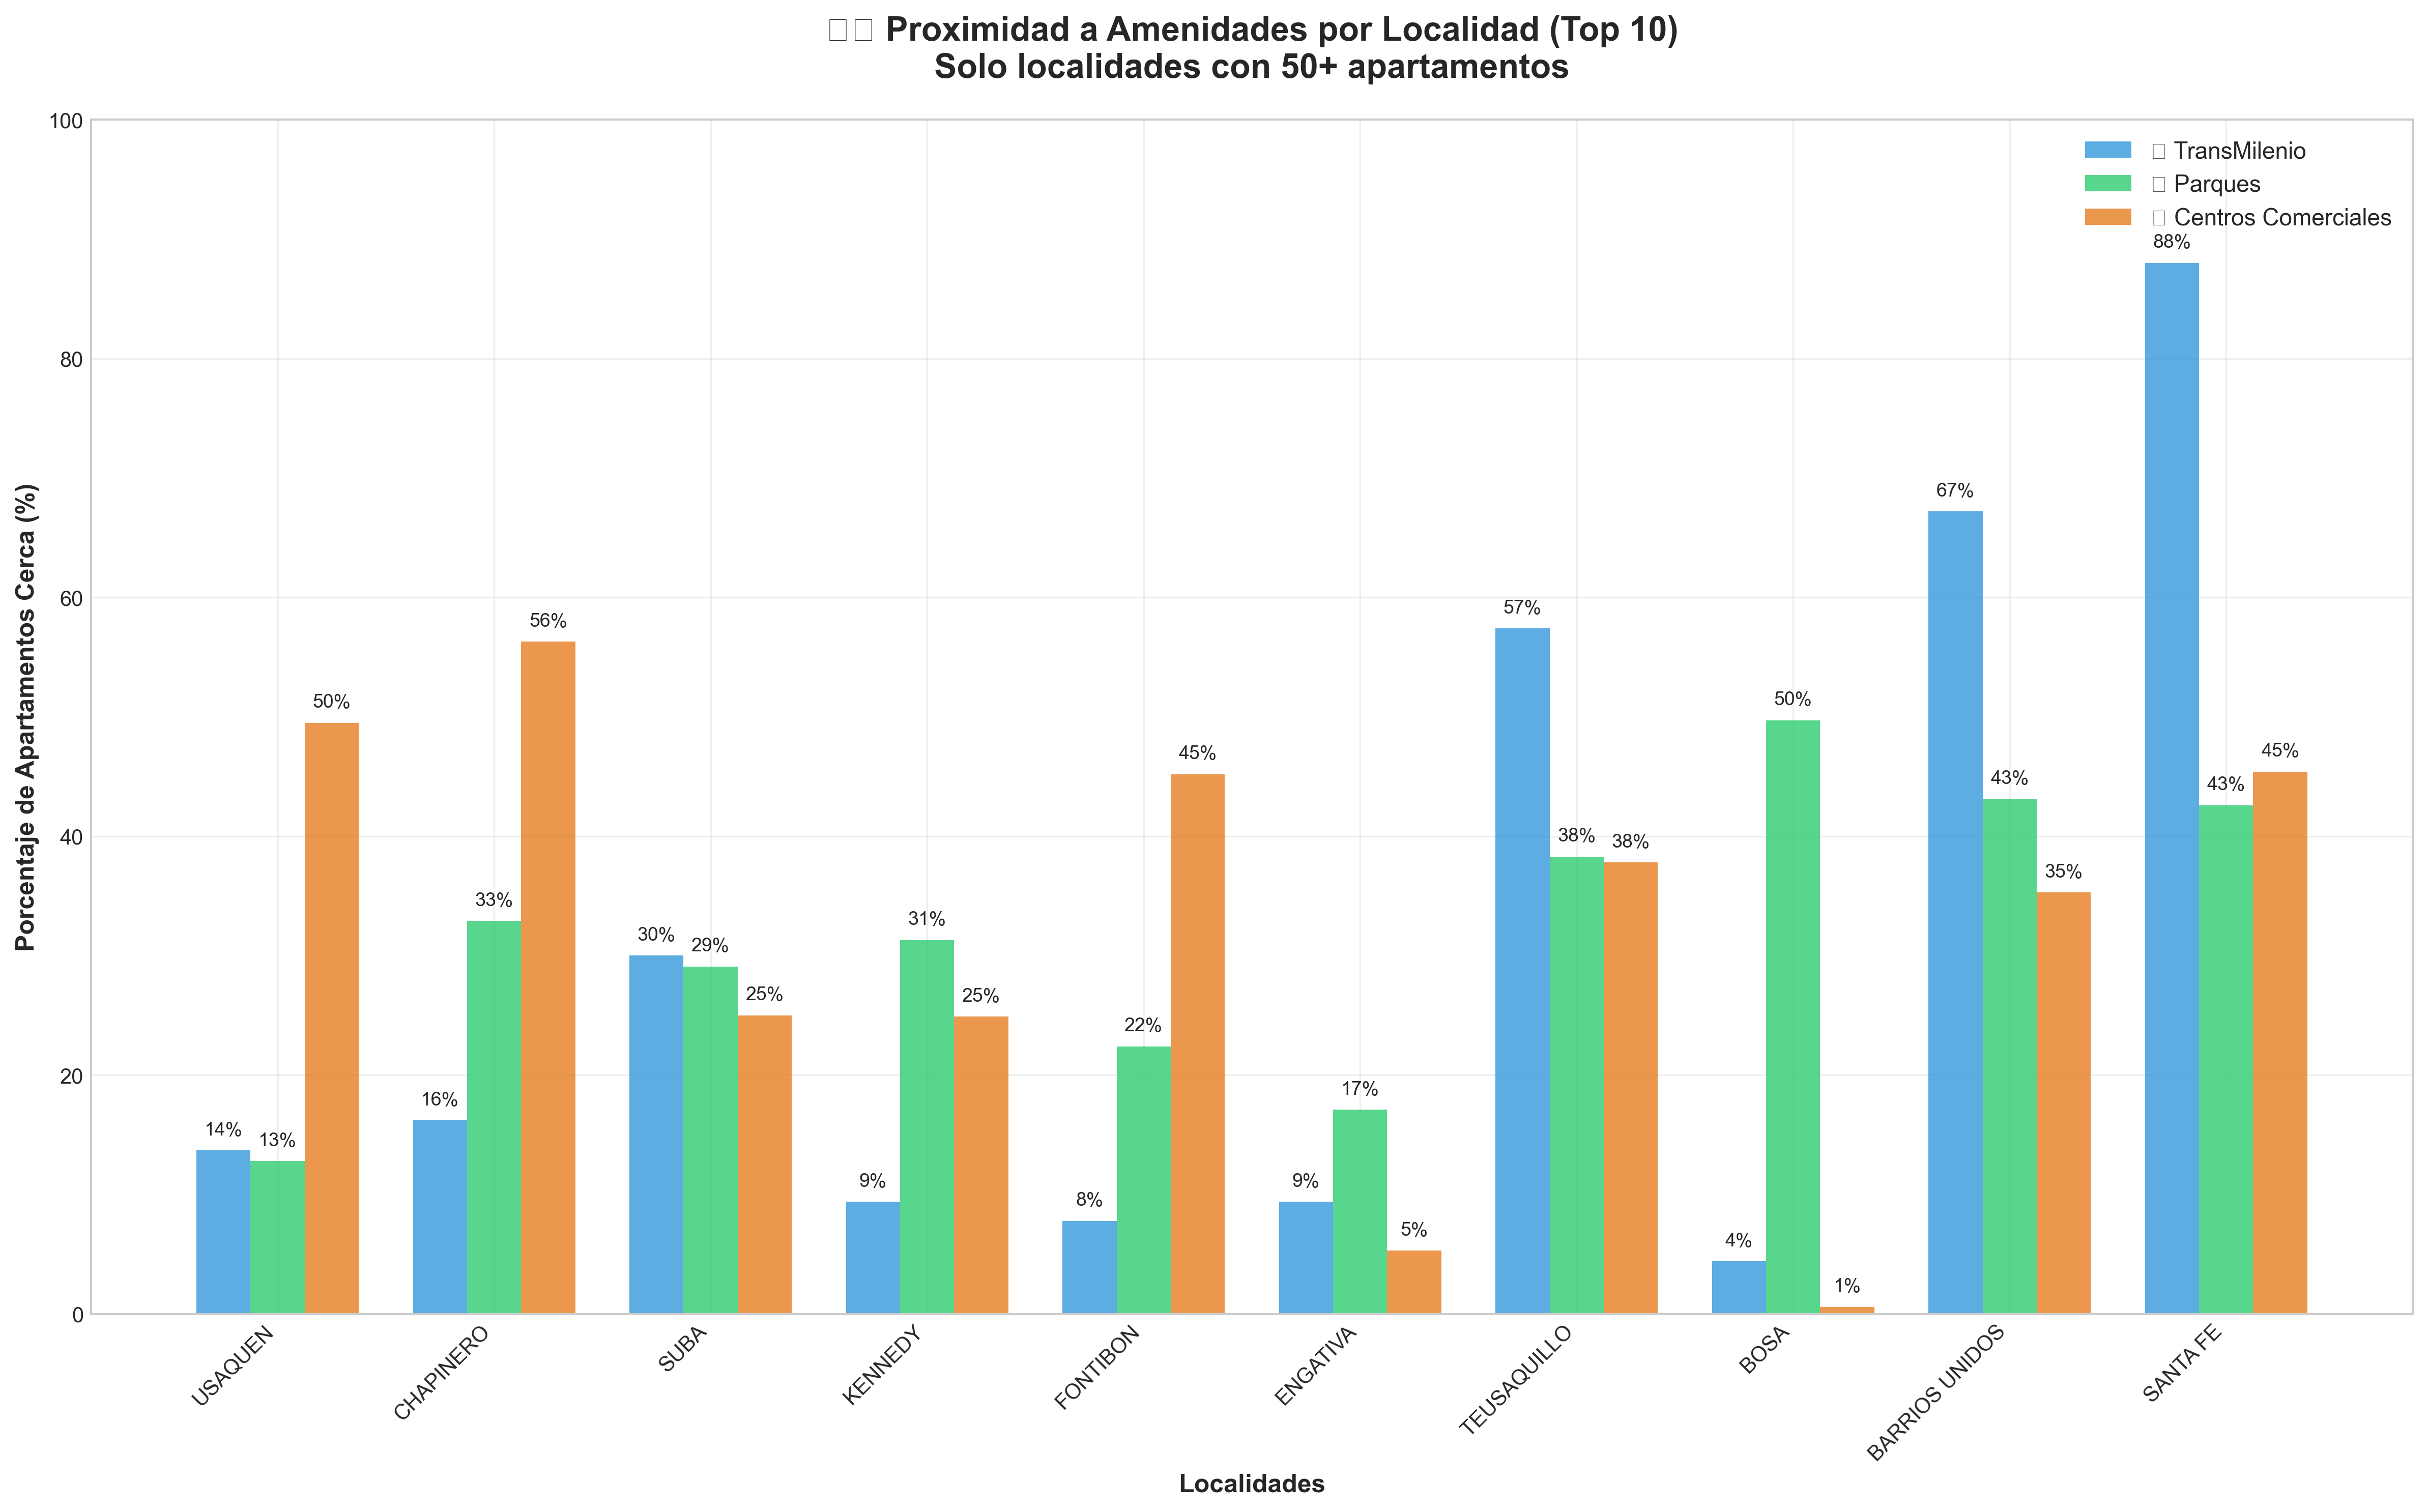 Proximidad a Amenidades por Localidad (Top 10)
Solo localidades con 50+ apartamentos
TransMilenio
Parques
Centros Comerciales
Porcentaje de Apartamentos Cerca (%)
100
80
60
40
20
0
14%
13%
50%
16%
33%
56%
30%
29%
25%
9%
31%
25%
8%
22%
45%
9%
17%
5%
57%
38%
38%
4%
50%
1%
67%
43%
35%
88%
43%
45%
USAQUEN
CHAPINERO
SUBA
KENNEDY
FONTIBON
ENGATIVA
TEUSAQUILLO
BOSA
BARRIOS UNIDOS
SANTA FE
Localidades